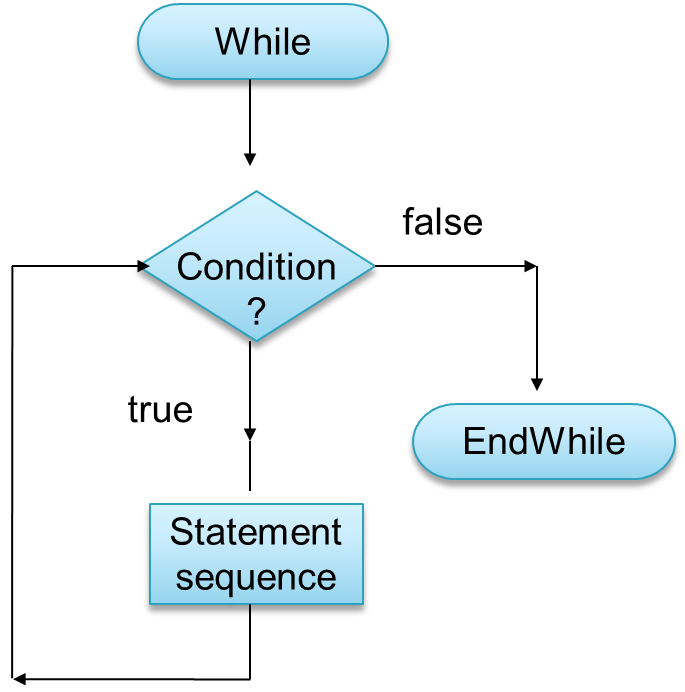 While
false
Condition
?
true
EndWhile
Statement
sequence